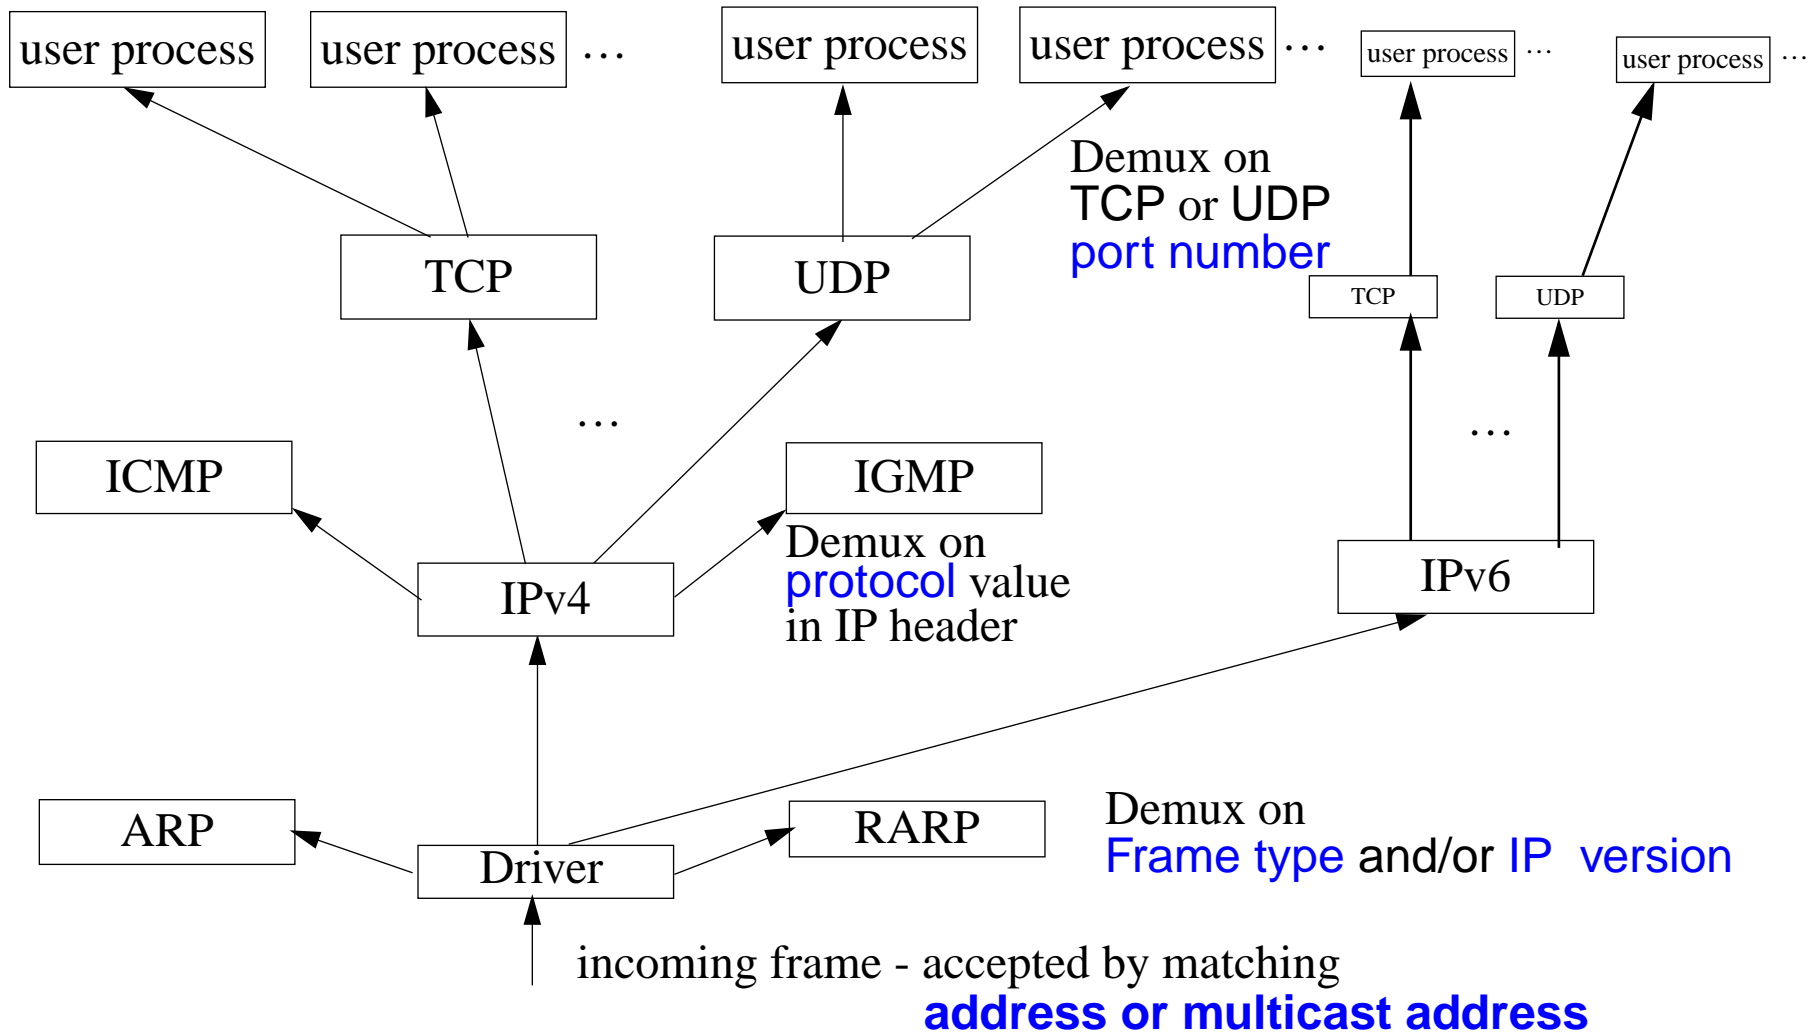 user process
user process
…
user process
user process
…
user process
…
user process
…
Demux on
TCP or UDP
port number
TCP
UDP
TCP
UDP
…
…
ICMP
IGMP
Demux on
protocol value
in IP header
IPv4
IPv6
ARP
Driver
RARP
Demux on
Frame type and/or IP version
incoming frame - accepted by matching
address or multicast address